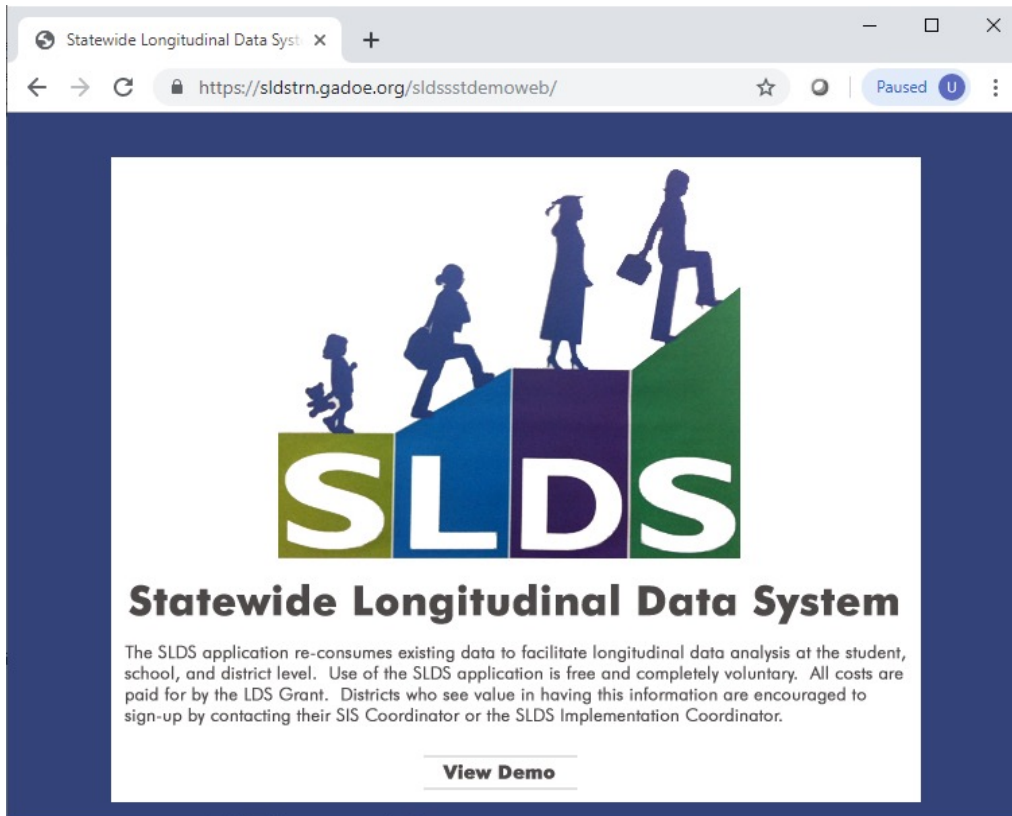 Statewide Longitudinal Data Syst
https://sldstrn.gadoe.org/sldssstdemoweb/
Paused U
SLDS
Statewide Longitudinal Data System
The SLDS application re-consumes existing data to facilitate longitudinal data analysis at the student,
school, and district level. Use of the SLDS application is free and completely voluntary. All costs are
paid for by the LDS Grant. Districts who see value in having this information are encouraged to
sign-up by contacting their SIS Coordinator or the SLDS Implementation Coordinator.
View Demo